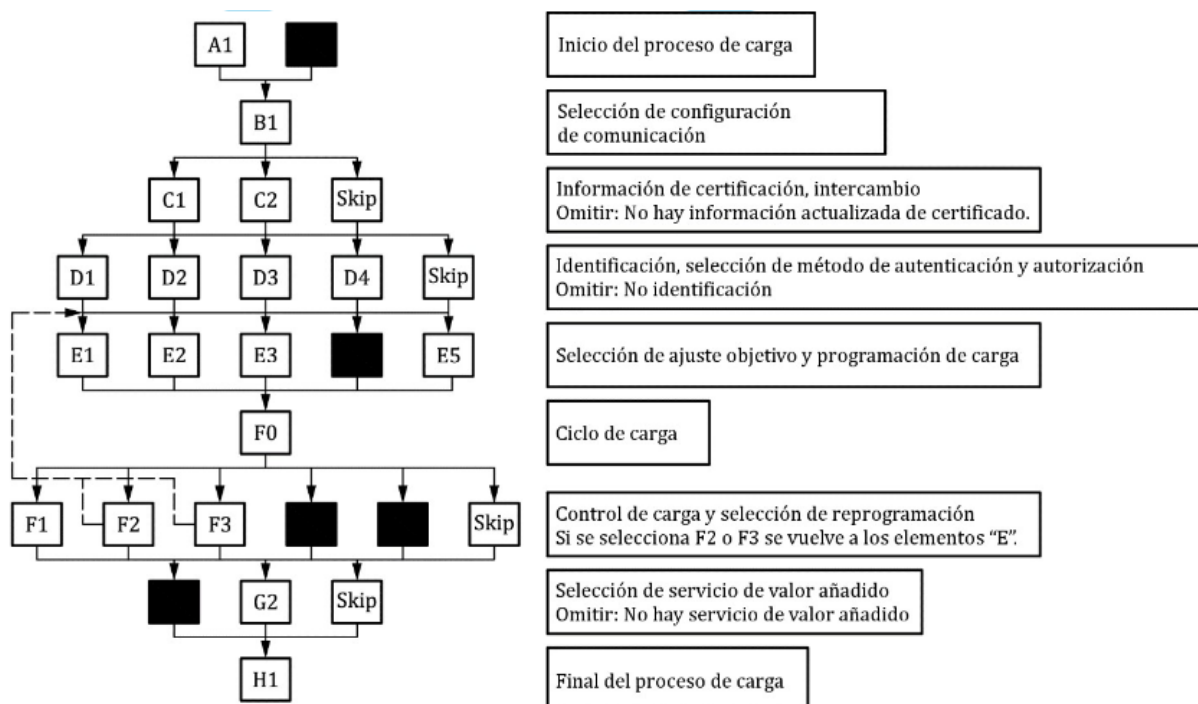 A1
Inicio del proceso de carga
B1
Selección de configuración
de comunicación
C1 C2 Skip
Información de certificación, intercambio
Omitir: No hay información actualizada de certificado.
D1 D2 D3 D4 Skip
Identificación, selección de método de autenticación y autorización
Omitir: No identificación
E1 E2 E3 E5
Selección de ajuste objetivo y programación de carga
F0
Ciclo de carga
F1 F2 F3 Skip
Control de carga y selección de reprogramación
Si se selecciona F2 o F3 se vuelve a los elementos “E”.
G2 Skip
Selección de servicio de valor añadido
Omitir: No hay servicio de valor añadido
H1
Final del proceso de carga